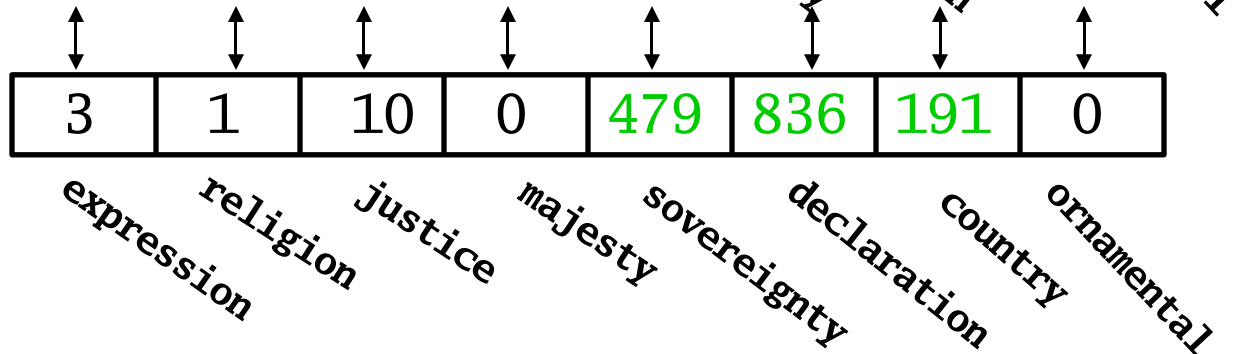 3 1 10 0 479 836 191 0
expression religion justice majesty sovereignty declaration country ornamental